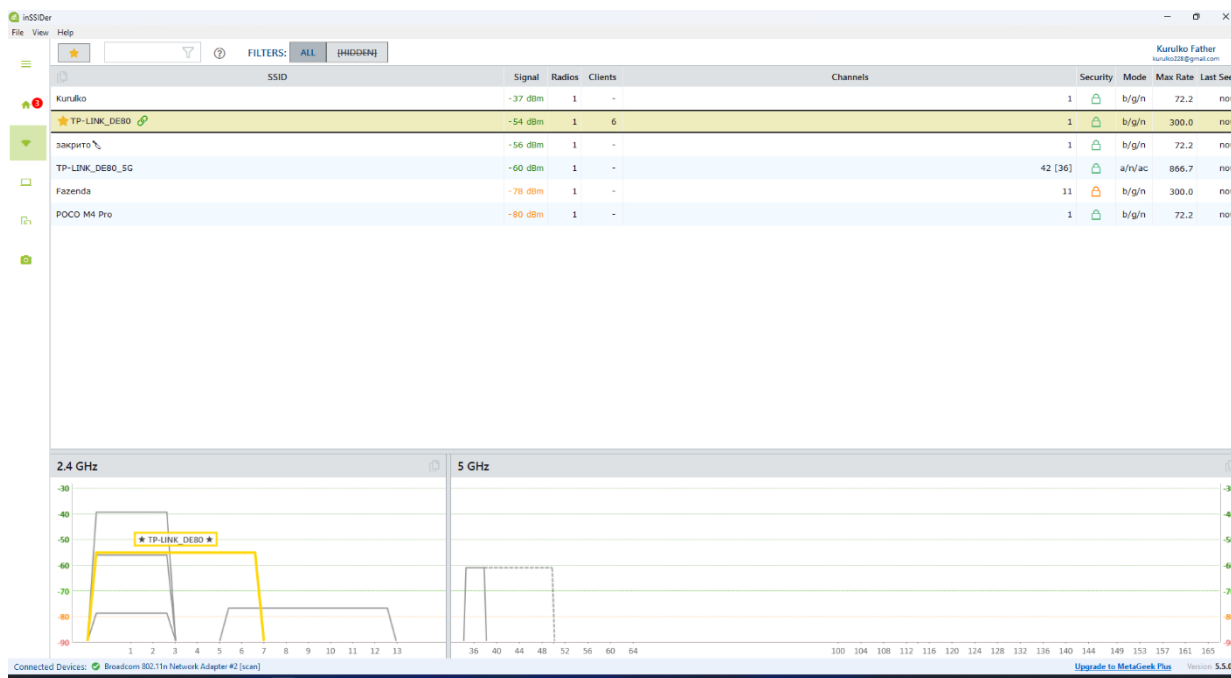 inSSIDer
File View Help
FILTERS: ALL [HIDDEN]
Kurulko Father
kurulko228@gmail.com
3
SSID Signal Radios Clients Channels Security Mode Max Rate Last See
Kurulko -37 dBm 1 - 1 b/g/n 72.2 no
TP-LINK_DE80 -54 dBm 1 6 1 b/g/n 300.0 no
закрито -56 dBm 1 - 1 b/g/n 72.2 no
TP-LINK_DE80_5G -60 dBm 1 - 42 [36] a/n/ac 866.7 no
Fazenda -78 dBm 1 - 11 b/g/n 300.0 no
POCO M4 Pro -80 dBm 1 - 1 b/g/n 72.2 no
2.4 GHz
-30
-40
-50
★ TP-LINK_DE80 ★
-60
-70
-80
-90
1 2 3 4 5 6 7 8 9 10 11 12 13
5 GHz
36 40 44 48 52 56 60 64 100 104 108 112 116 120 124 128 132 136 140 144 149 153 157 161 165
Connected Devices: Broadcom 802.11n Network Adapter #2 [scan]
Upgrade to MetaGeek Plus Version 5.5.0